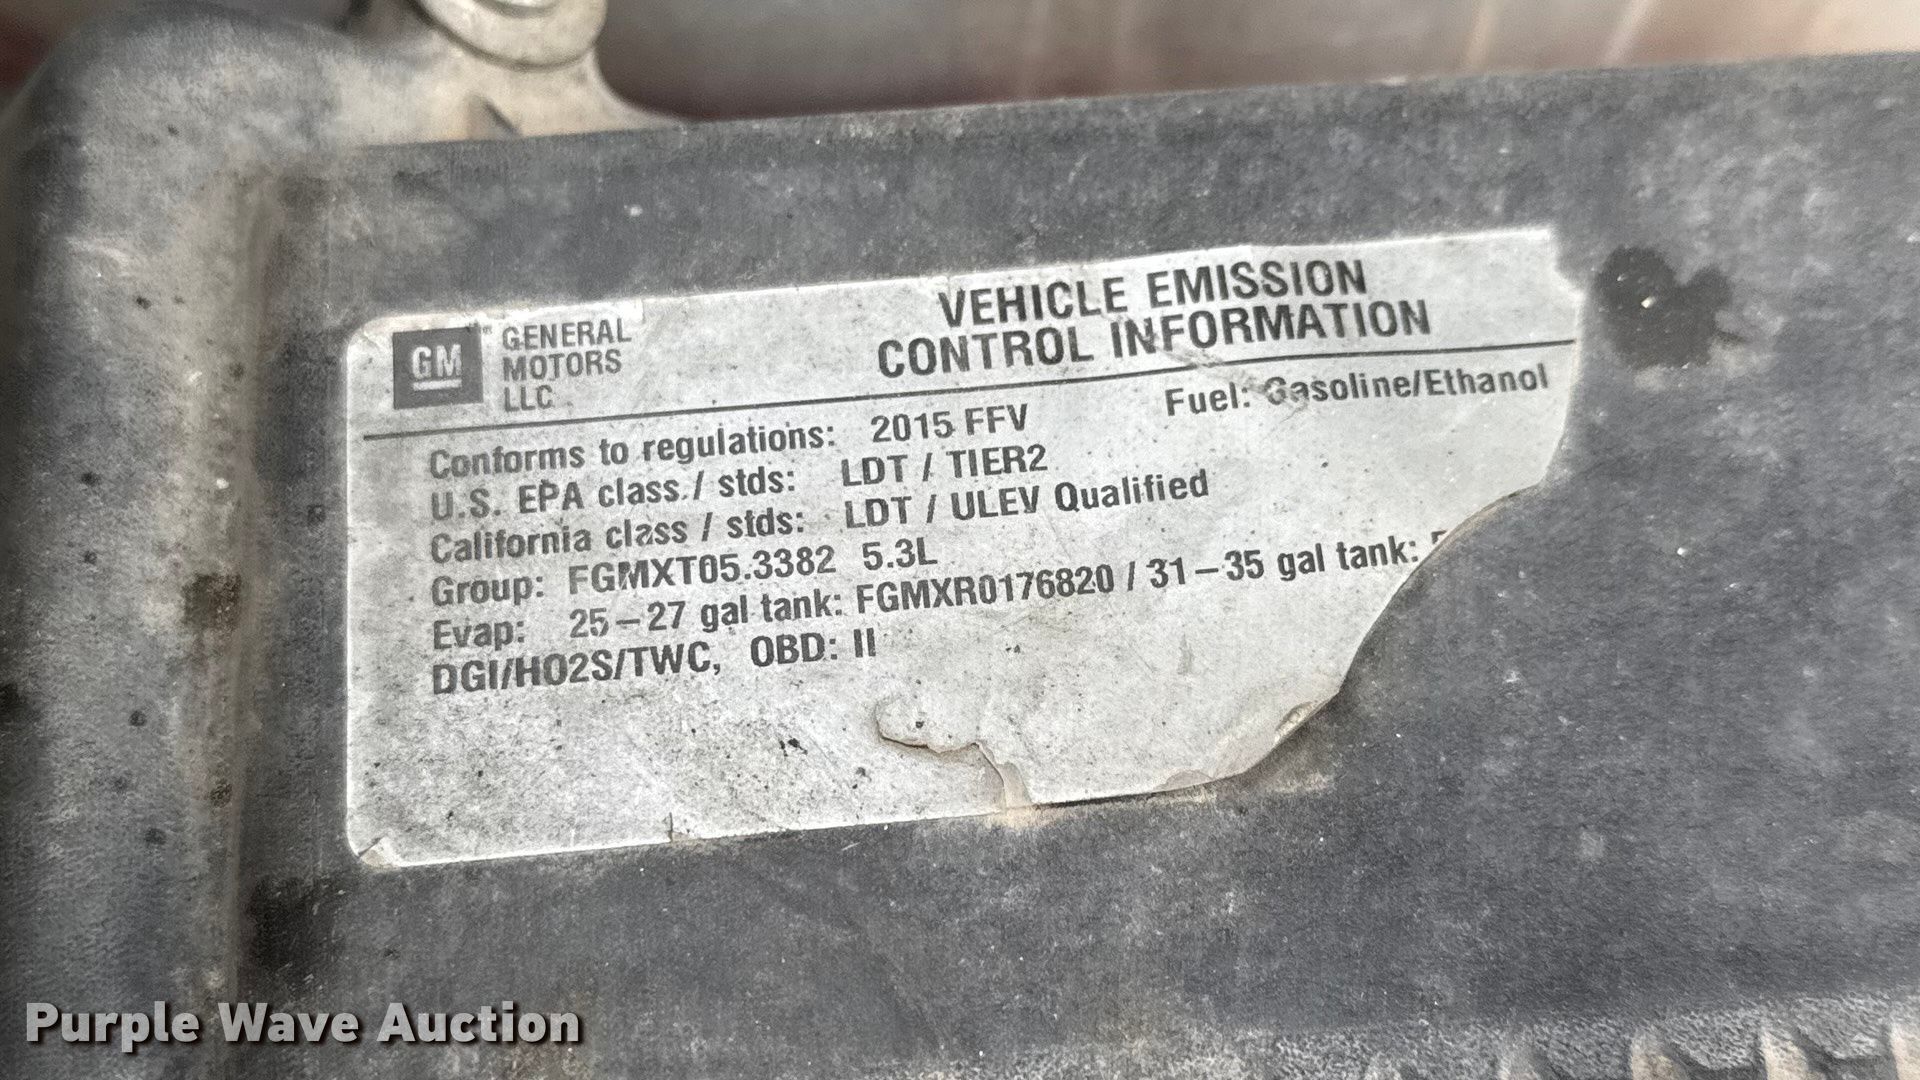 GM
GENERAL
MOTORS
LLC
VEHICLE EMISSION
CONTROL INFORMATION
Fuel: Gasoline/Ethanol
Conforms to regulations: 2015 FFV
U.S. EPA class / stds: LDT / TIER2
California class / stds: LDT / ULEV Qualified
Group: FGMXT05.3382 5.3L
Evap: 25–27 gal tank: FGMXR0176820 / 31–35 gal tank:
DGI/HO2S/TWC, OBD: II
Purple Wave Auction